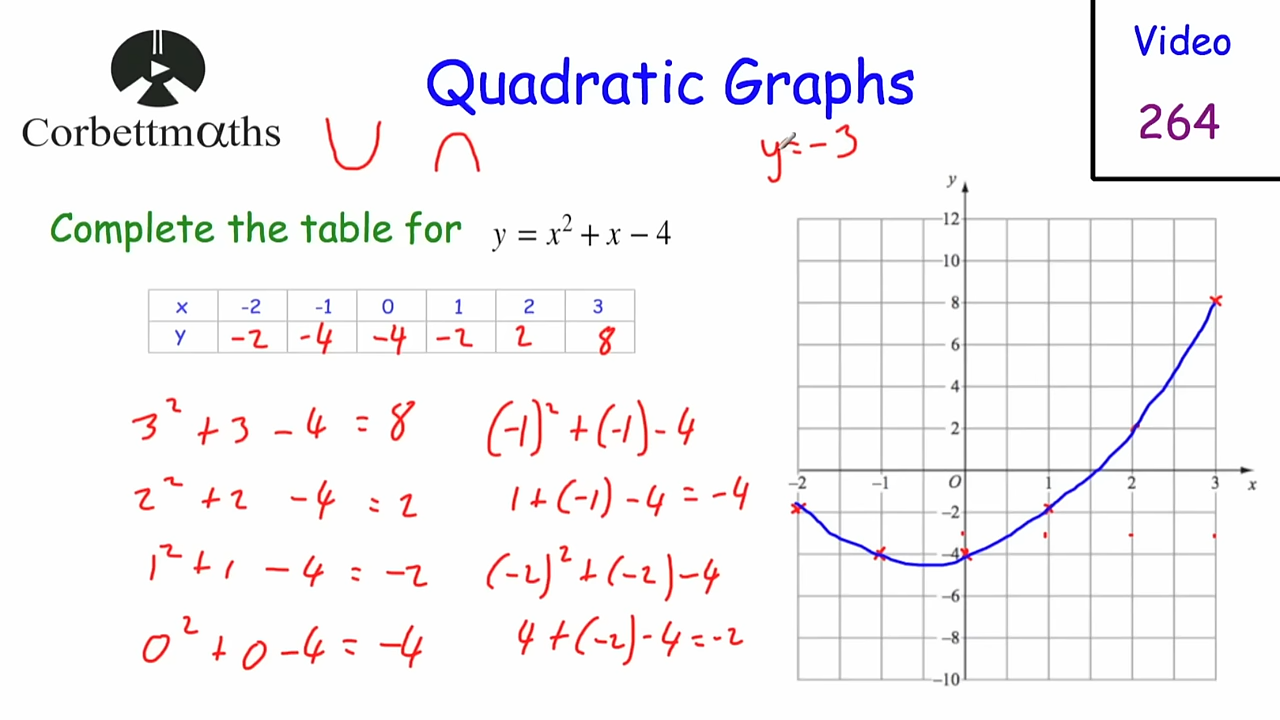 Corbettmαths
Quadratic Graphs
Video
264
y=-3
Complete the table for y = x² + x − 4
x -2 -1 0 1 2 3
Y -2 -4 -4 -2 2 8
3² + 3 - 4 = 8
2² + 2 - 4 = 2
1² + 1 - 4 = -2
0² + 0 - 4 = -4
(-1)² + (-1) - 4
1 + (-1) - 4 = -4
(-2)² + (-2) - 4
4 + (-2) - 4 = -2
y
12
10
8
6
4
2
−2 −1 O 1 2 3 x
−2
−4
−6
−8
−10